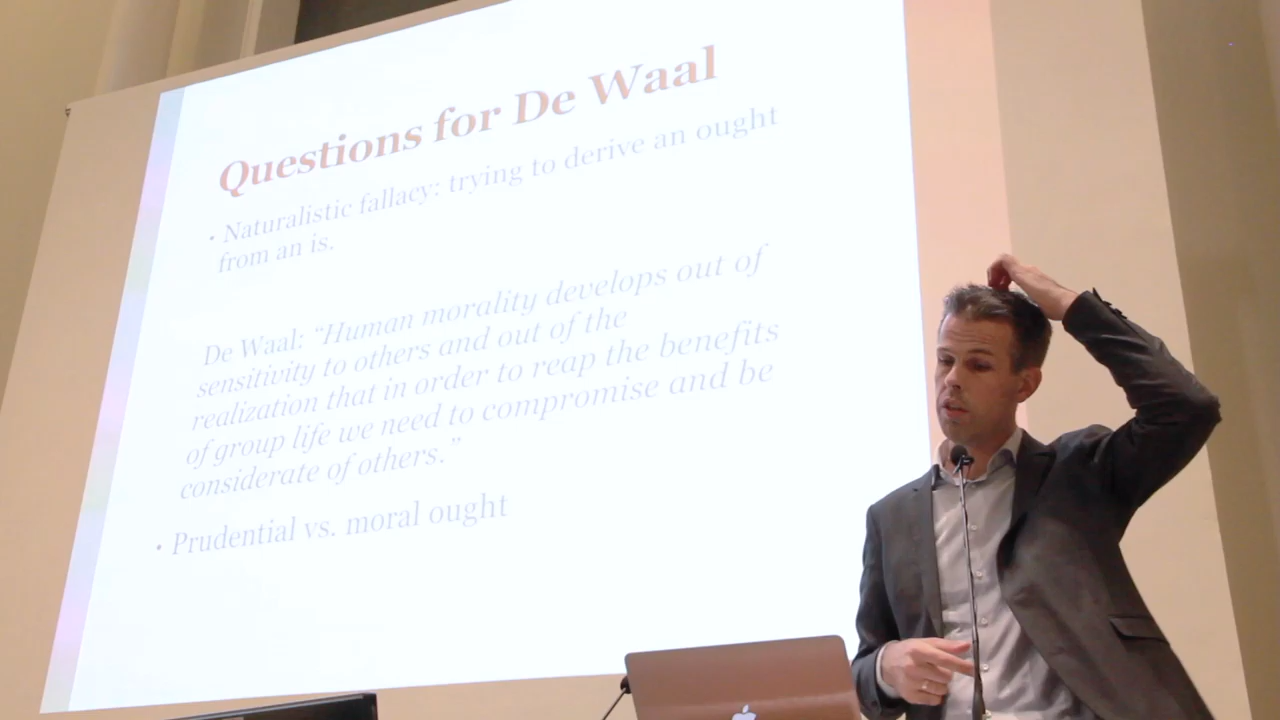 Questions for De Waal
• Naturalistic fallacy: trying to derive an ought
from an is.
De Waal: “Human morality develops out of
sensitivity to others and out of the
realization that in order to reap the benefits
of group life we need to compromise and be
considerate of others.”
• Prudential vs. moral ought